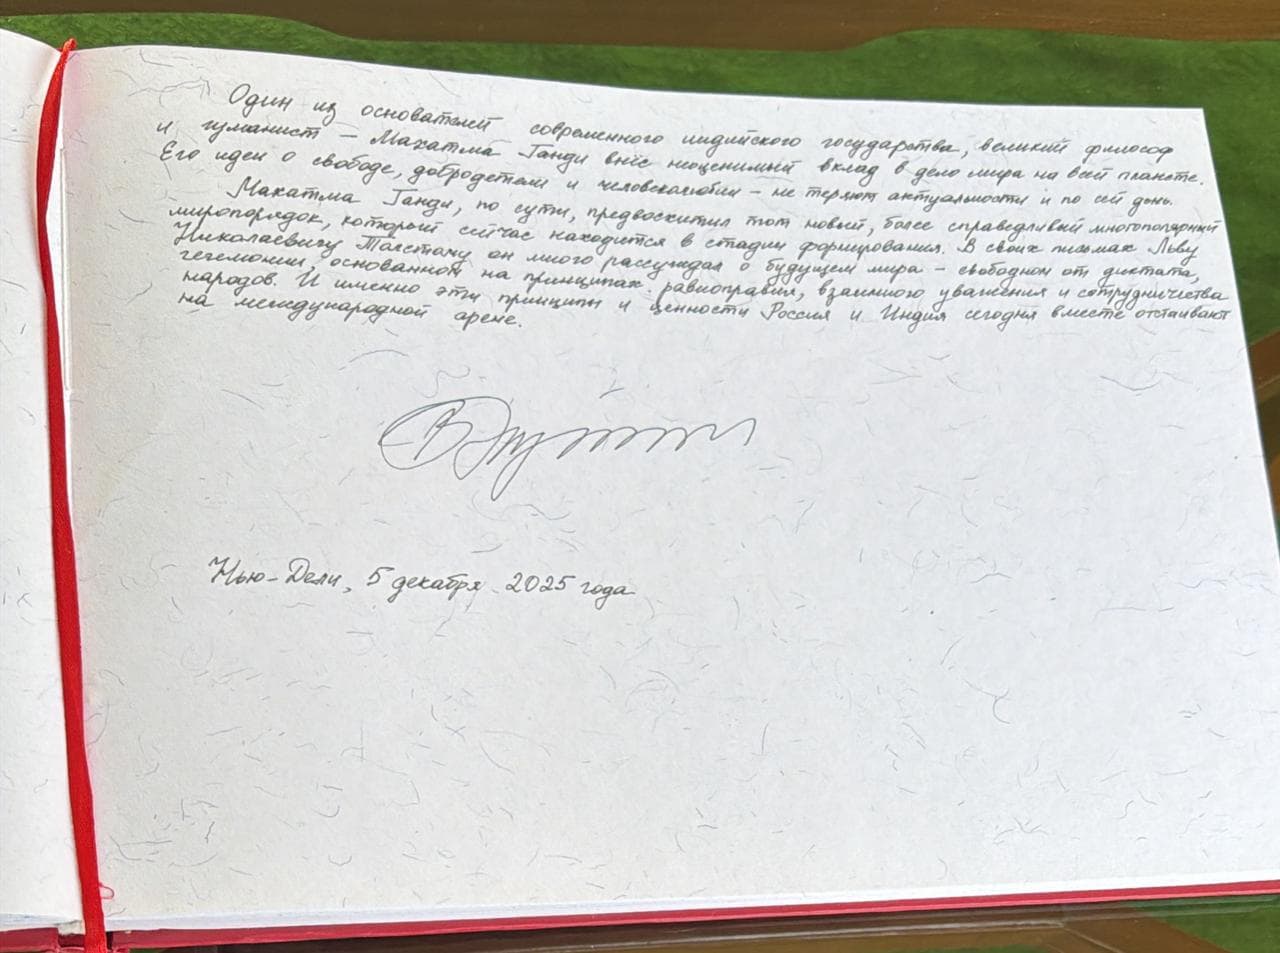 Один из основателей современного индийского государства, великий философ
и гуманист – Махатма Ганди внёс неоценимый вклад в дело мира на всей планете.
Его идеи о свободе, добродетели и человеколюбии – не теряют актуальности и по сей день.
Махатма Ганди, по сути, предвосхитил тот новый, более справедливый многополярный
миропорядок, который сейчас находится в стадии формирования. В своих письмах Льву
Николаевичу Толстому он много рассуждал о будущем мира – свободном от диктата,
гегемонии, основанном на принципах равноправия, взаимного уважения и сотрудничества
народов. И именно эти принципы и ценности Россия и Индия сегодня вместе отстаивают
на международной арене.
В Путин
Нью-Дели, 5 декабря 2025 года